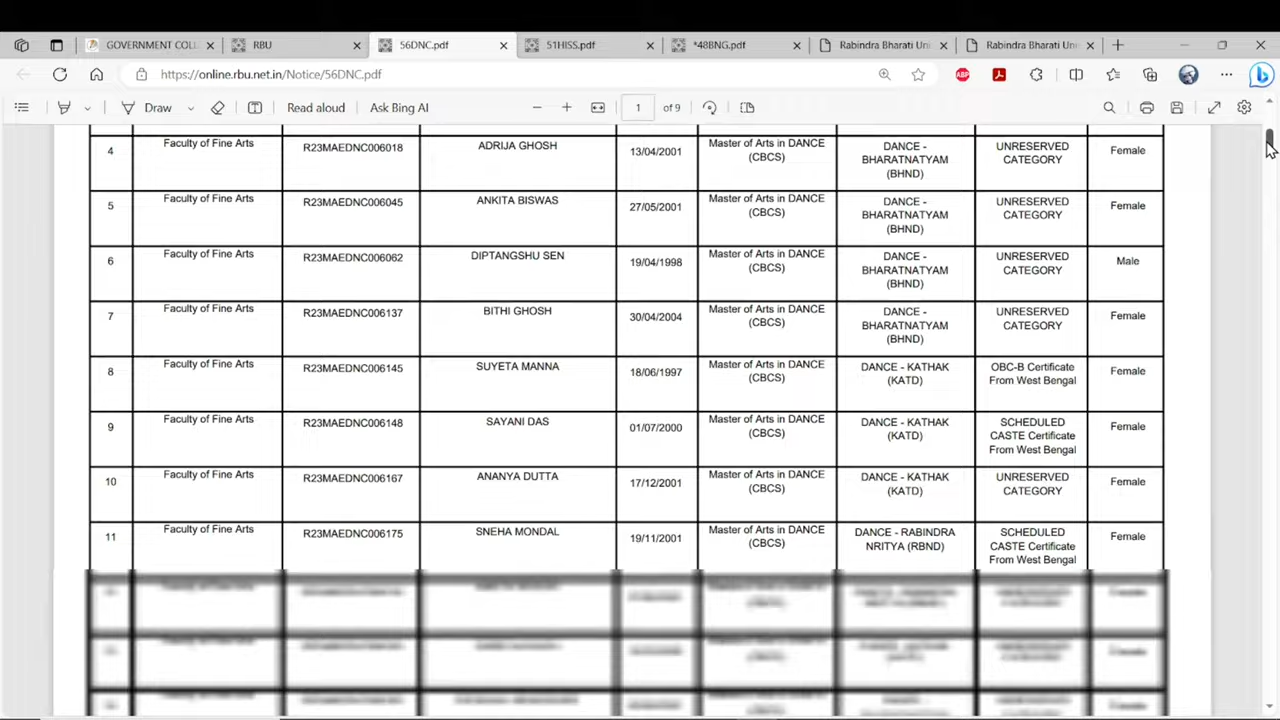 GOVERNMENT COLL
RBU
56DNC.pdf
51HISS.pdf
*48BNG.pdf
Rabindra Bharati Uni
Rabindra Bharati Uni
https://online.rbu.net.in/Notice/56DNC.pdf
ABP
Draw
Read aloud
Ask Bing AI
1
of 9
4
Faculty of Fine Arts
R23MAEDNC006018
ADRIJA GHOSH
13/04/2001
Master of Arts in DANCE
(CBCS)
DANCE -
BHARATNATYAM
(BHND)
UNRESERVED
CATEGORY
Female
5
Faculty of Fine Arts
R23MAEDNC006045
ANKITA BISWAS
27/05/2001
Master of Arts in DANCE
(CBCS)
DANCE -
BHARATNATYAM
(BHND)
UNRESERVED
CATEGORY
Female
6
Faculty of Fine Arts
R23MAEDNC006062
DIPTANGSHU SEN
19/04/1998
Master of Arts in DANCE
(CBCS)
DANCE -
BHARATNATYAM
(BHND)
UNRESERVED
CATEGORY
Male
7
Faculty of Fine Arts
R23MAEDNC006137
BITHI GHOSH
30/04/2004
Master of Arts in DANCE
(CBCS)
DANCE -
BHARATNATYAM
(BHND)
UNRESERVED
CATEGORY
Female
8
Faculty of Fine Arts
R23MAEDNC006145
SUYETA MANNA
18/06/1997
Master of Arts in DANCE
(CBCS)
DANCE - KATHAK
(KATD)
OBC-B Certificate
From West Bengal
Female
9
Faculty of Fine Arts
R23MAEDNC006148
SAYANI DAS
01/07/2000
Master of Arts in DANCE
(CBCS)
DANCE - KATHAK
(KATD)
SCHEDULED
CASTE Certificate
From West Bengal
Female
10
Faculty of Fine Arts
R23MAEDNC006167
ANANYA DUTTA
17/12/2001
Master of Arts in DANCE
(CBCS)
DANCE - KATHAK
(KATD)
UNRESERVED
CATEGORY
Female
11
Faculty of Fine Arts
R23MAEDNC006175
SNEHA MONDAL
19/11/2001
Master of Arts in DANCE
(CBCS)
DANCE - RABINDRA
NRITYA (RBND)
SCHEDULED
CASTE Certificate
From West Bengal
Female